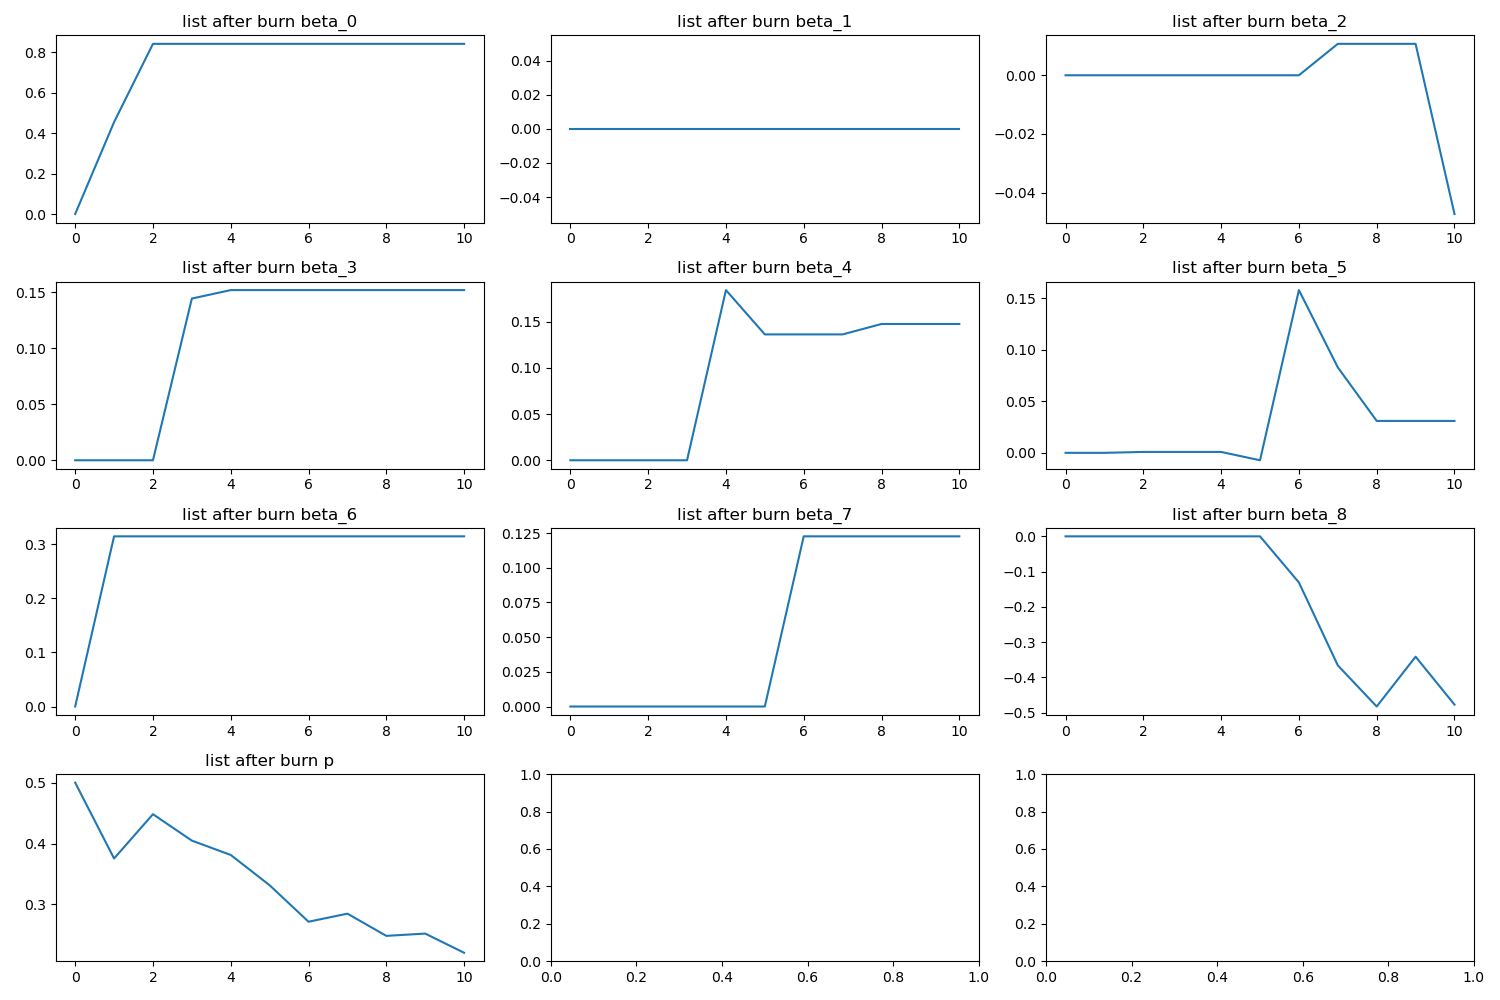 list after burn beta_0 list after burn beta_1 list after burn beta_2
0.8 0.6 0.4 0.2 0.0
0 2 4 6 8 10
0.04 0.02 0.00 −0.02 −0.04
0 2 4 6 8 10
0.00 −0.02 −0.04
0 2 4 6 8 10
list after burn beta_3 list after burn beta_4 list after burn beta_5
0.15 0.10 0.05 0.00
0 2 4 6 8 10
0.15 0.10 0.05 0.00
0 2 4 6 8 10
0.15 0.10 0.05 0.00
0 2 4 6 8 10
list after burn beta_6 list after burn beta_7 list after burn beta_8
0.3 0.2 0.1 0.0
0 2 4 6 8 10
0.125 0.100 0.075 0.050 0.025 0.000
0 2 4 6 8 10
0.0 −0.1 −0.2 −0.3 −0.4 −0.5
0 2 4 6 8 10
list after burn p
0.5 0.4 0.3
0 2 4 6 8 10
1.0 0.8 0.6 0.4 0.2 0.0
0.0 0.2 0.4 0.6 0.8 1.0
1.0 0.8 0.6 0.4 0.2 0.0
0.0 0.2 0.4 0.6 0.8 1.0